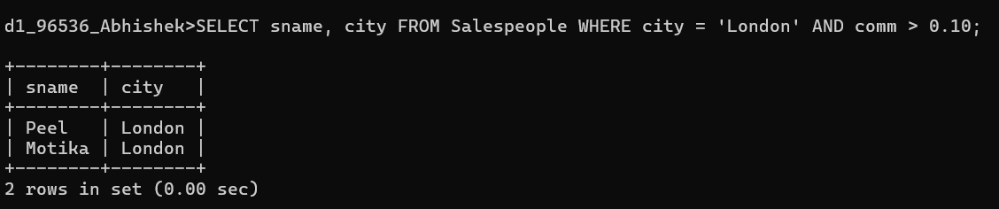 d1_96536_Abhishek>SELECT sname, city FROM Salespeople WHERE city = 'London' AND comm > 0.10;
+--------+--------+
| sname  | city   |
+--------+--------+
| Peel   | London |
| Motika | London |
+--------+--------+
2 rows in set (0.00 sec)